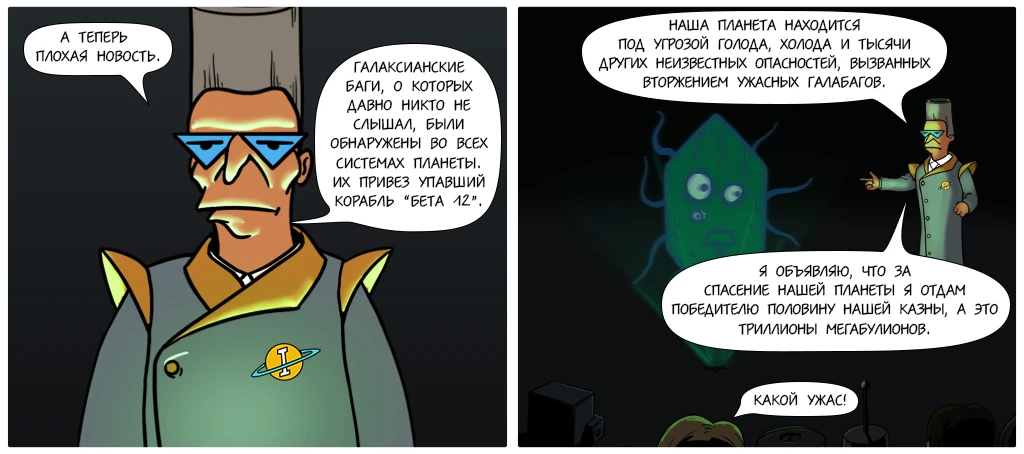 А ТЕПЕРЬ
ПЛОХАЯ НОВОСТЬ.
ГАЛАКСИАНСКИЕ
БАГИ, О КОТОРЫХ
ДАВНО НИКТО НЕ
СЛЫШАЛ, БЫЛИ
ОБНАРУЖЕНЫ ВО ВСЕХ
СИСТЕМАХ ПЛАНЕТЫ.
ИХ ПРИВЕЗ УПАВШИЙ
КОРАБЛЬ "БЕТА 12".
I
НАША ПЛАНЕТА НАХОДИТСЯ
ПОД УГРОЗОЙ ГОЛОДА, ХОЛОДА И ТЫСЯЧИ
ДРУГИХ НЕИЗВЕСТНЫХ ОПАСНОСТЕЙ, ВЫЗВАННЫХ
ВТОРЖЕНИЕМ УЖАСНЫХ ГАЛАБАГОВ.
Я ОБЪЯВЛЯЮ, ЧТО ЗА
СПАСЕНИЕ НАШЕЙ ПЛАНЕТЫ Я ОТДАМ
ПОБЕДИТЕЛЮ ПОЛОВИНУ НАШЕЙ КАЗНЫ, А ЭТО
ТРИЛЛИОНЫ МЕГАБУЛИОНОВ.
КАКОЙ УЖАС!